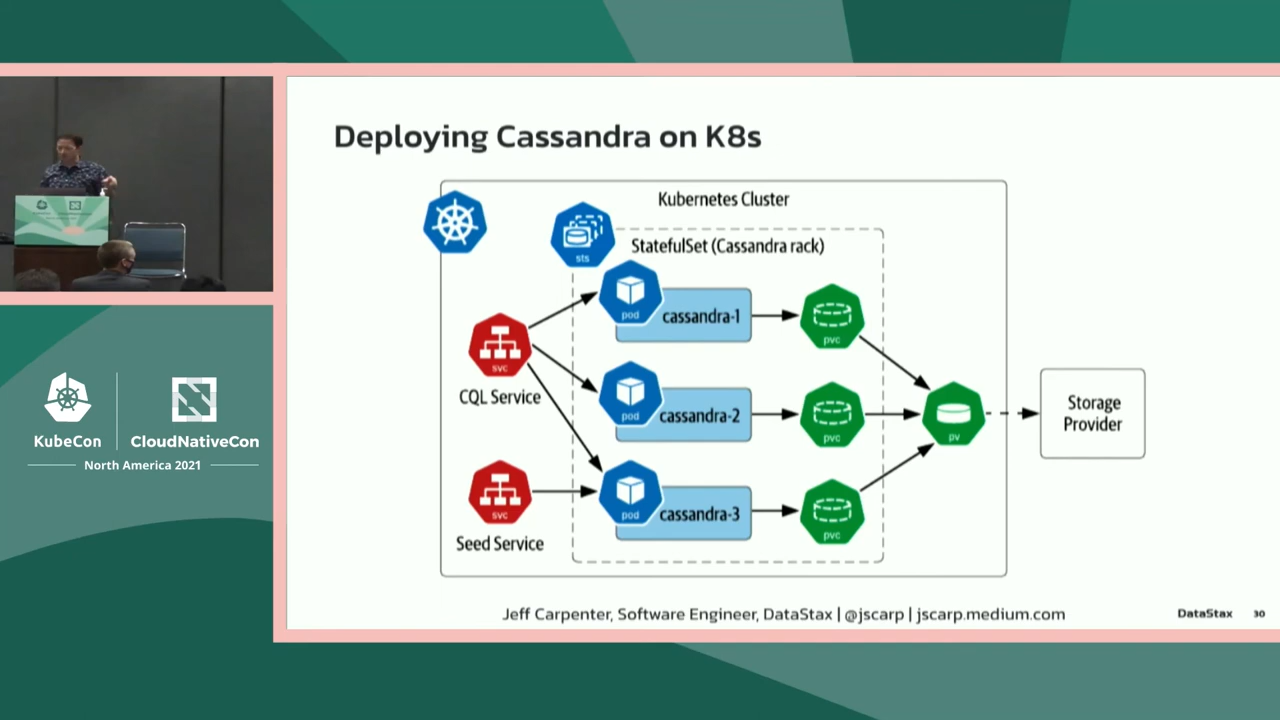 Deploying Cassandra on K8s
Kubernetes Cluster
sts
StatefulSet (Cassandra rack)
pod
cassandra-1
pvc
svc
CQL Service
pod
cassandra-2
pvc
pv
Storage
Provider
svc
Seed Service
pod
cassandra-3
pvc
Jeff Carpenter, Software Engineer, DataStax | @jscarp | jscarp.medium.com
DataStax 30
KubeCon
CloudNativeCon
North America 2021